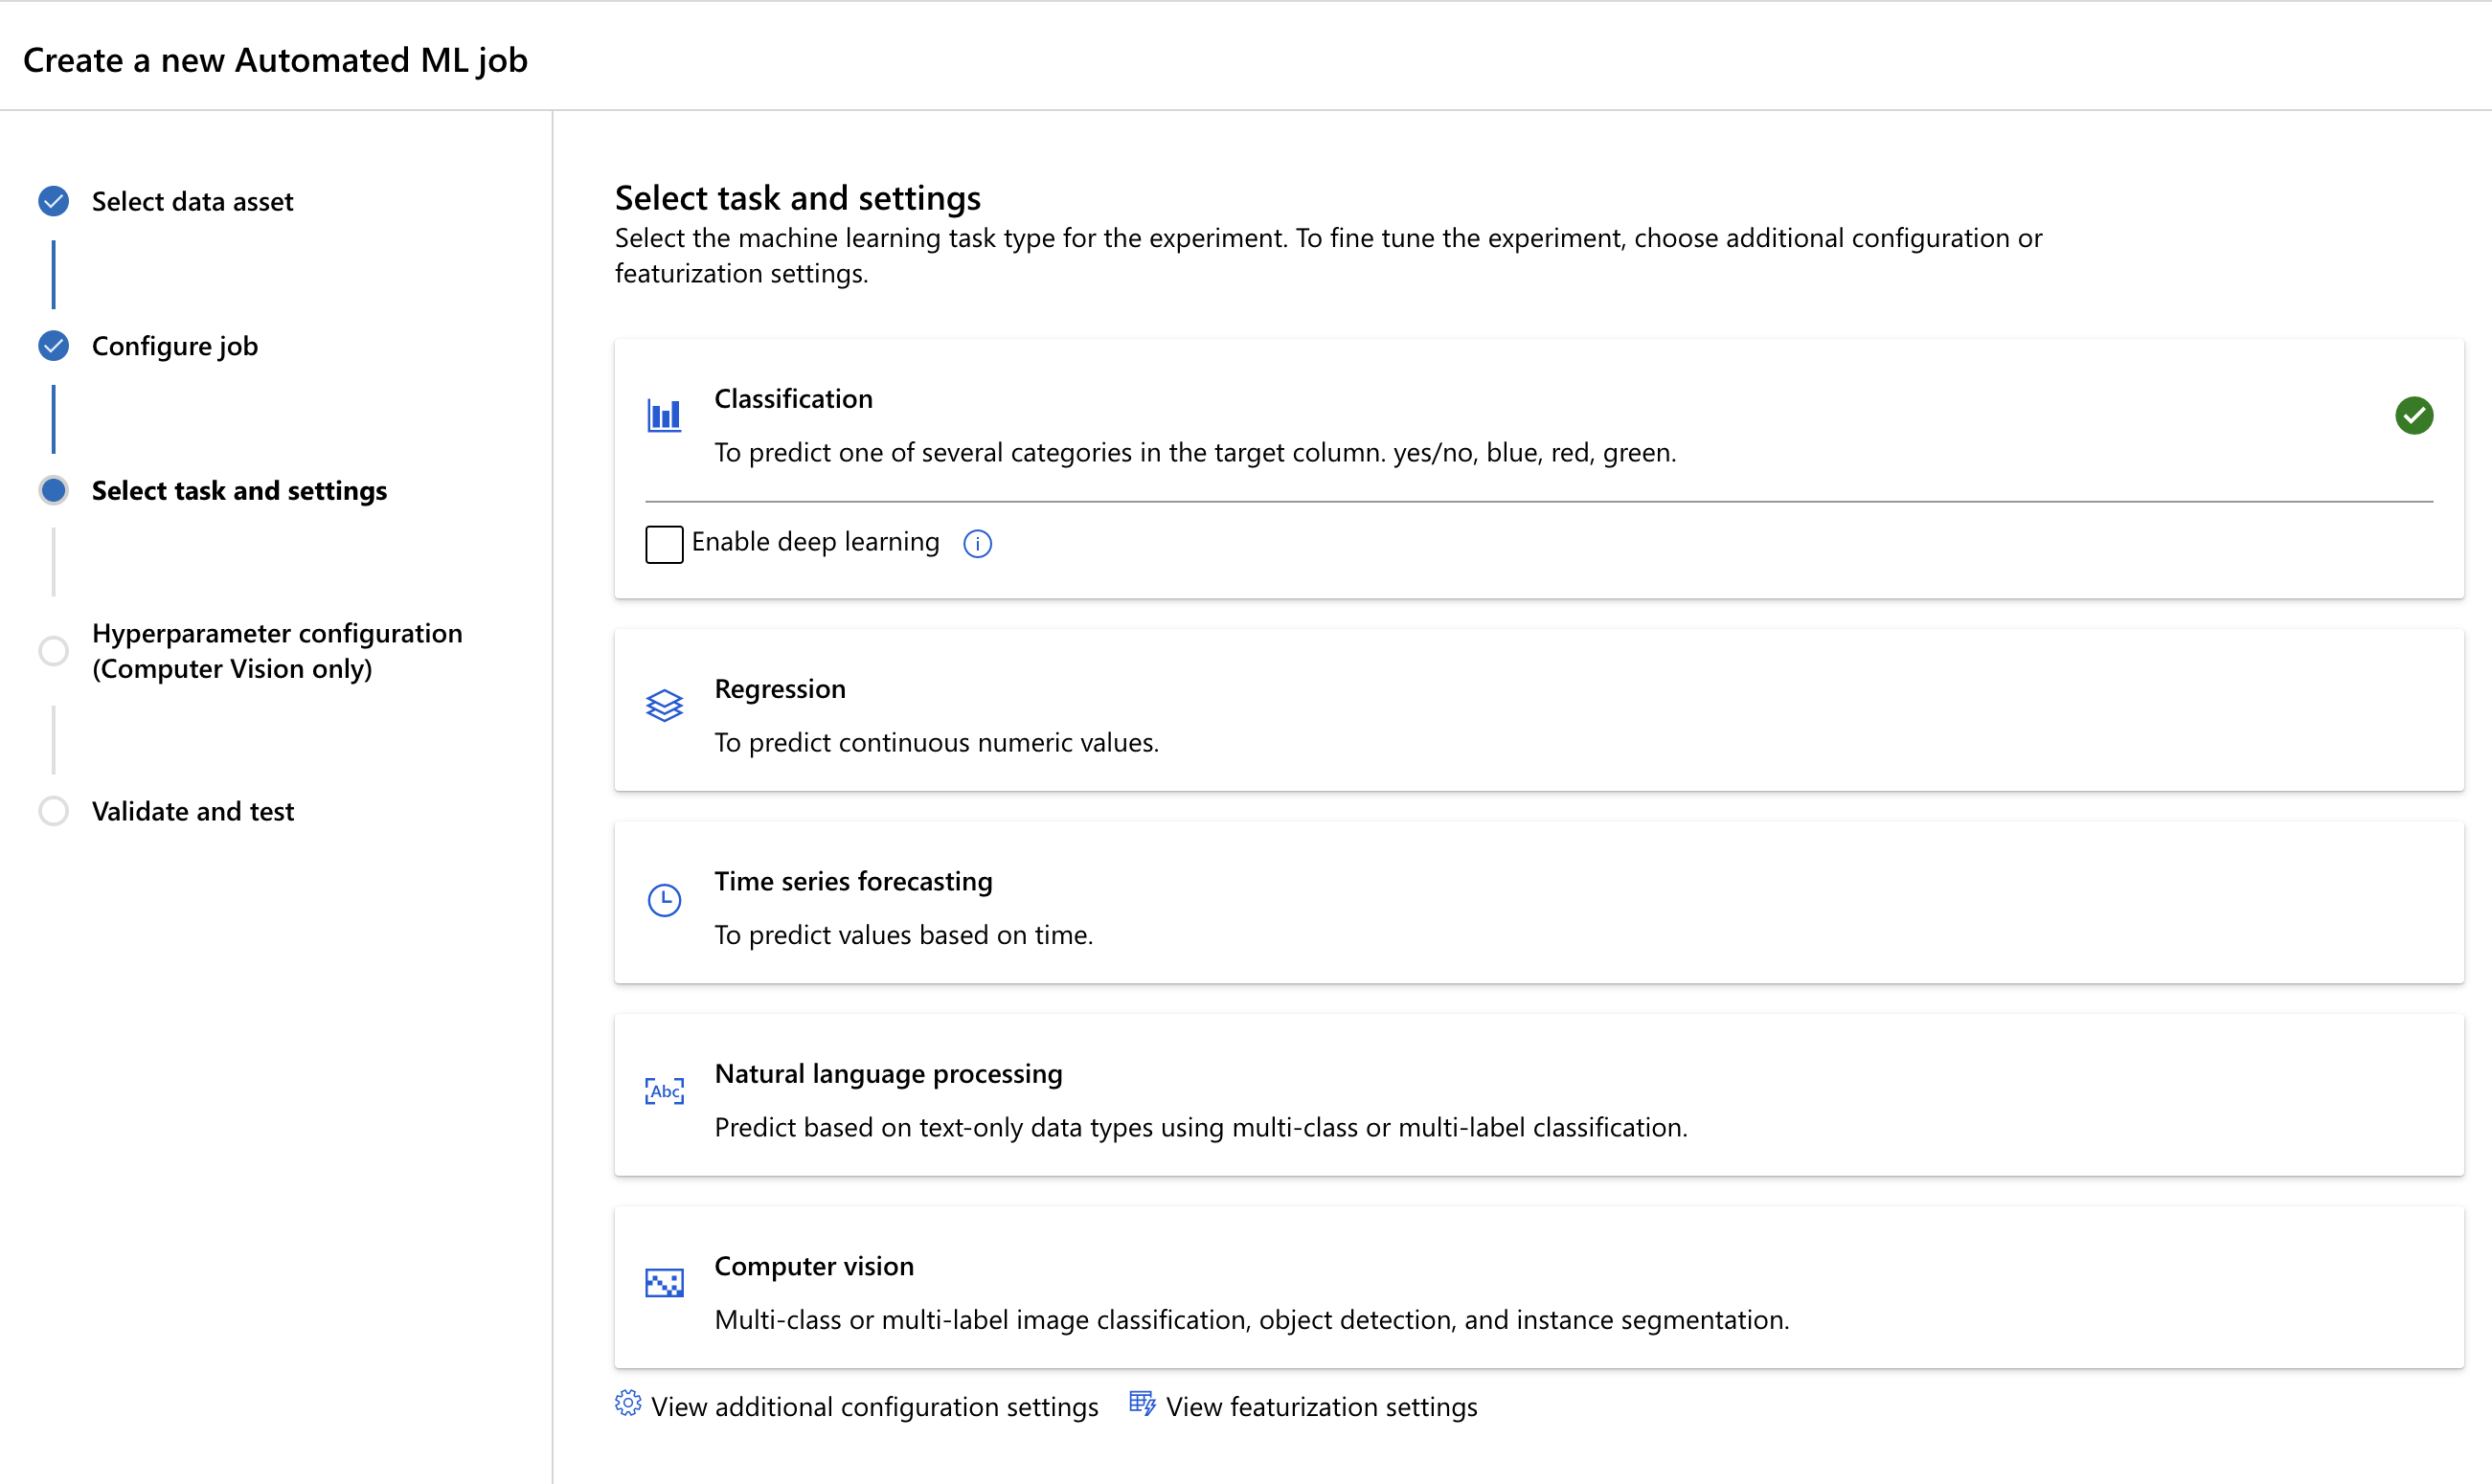 Create a new Automated ML job
Select data asset
Configure job
Select task and settings
Hyperparameter configuration
(Computer Vision only)
Validate and test
Select task and settings
Select the machine learning task type for the experiment. To fine tune the experiment, choose additional configuration or
featurization settings.
Classification
To predict one of several categories in the target column. yes/no, blue, red, green.
Enable deep learning
Regression
To predict continuous numeric values.
Time series forecasting
To predict values based on time.
Abc
Natural language processing
Predict based on text-only data types using multi-class or multi-label classification.
Computer vision
Multi-class or multi-label image classification, object detection, and instance segmentation.
View additional configuration settings View featurization settings